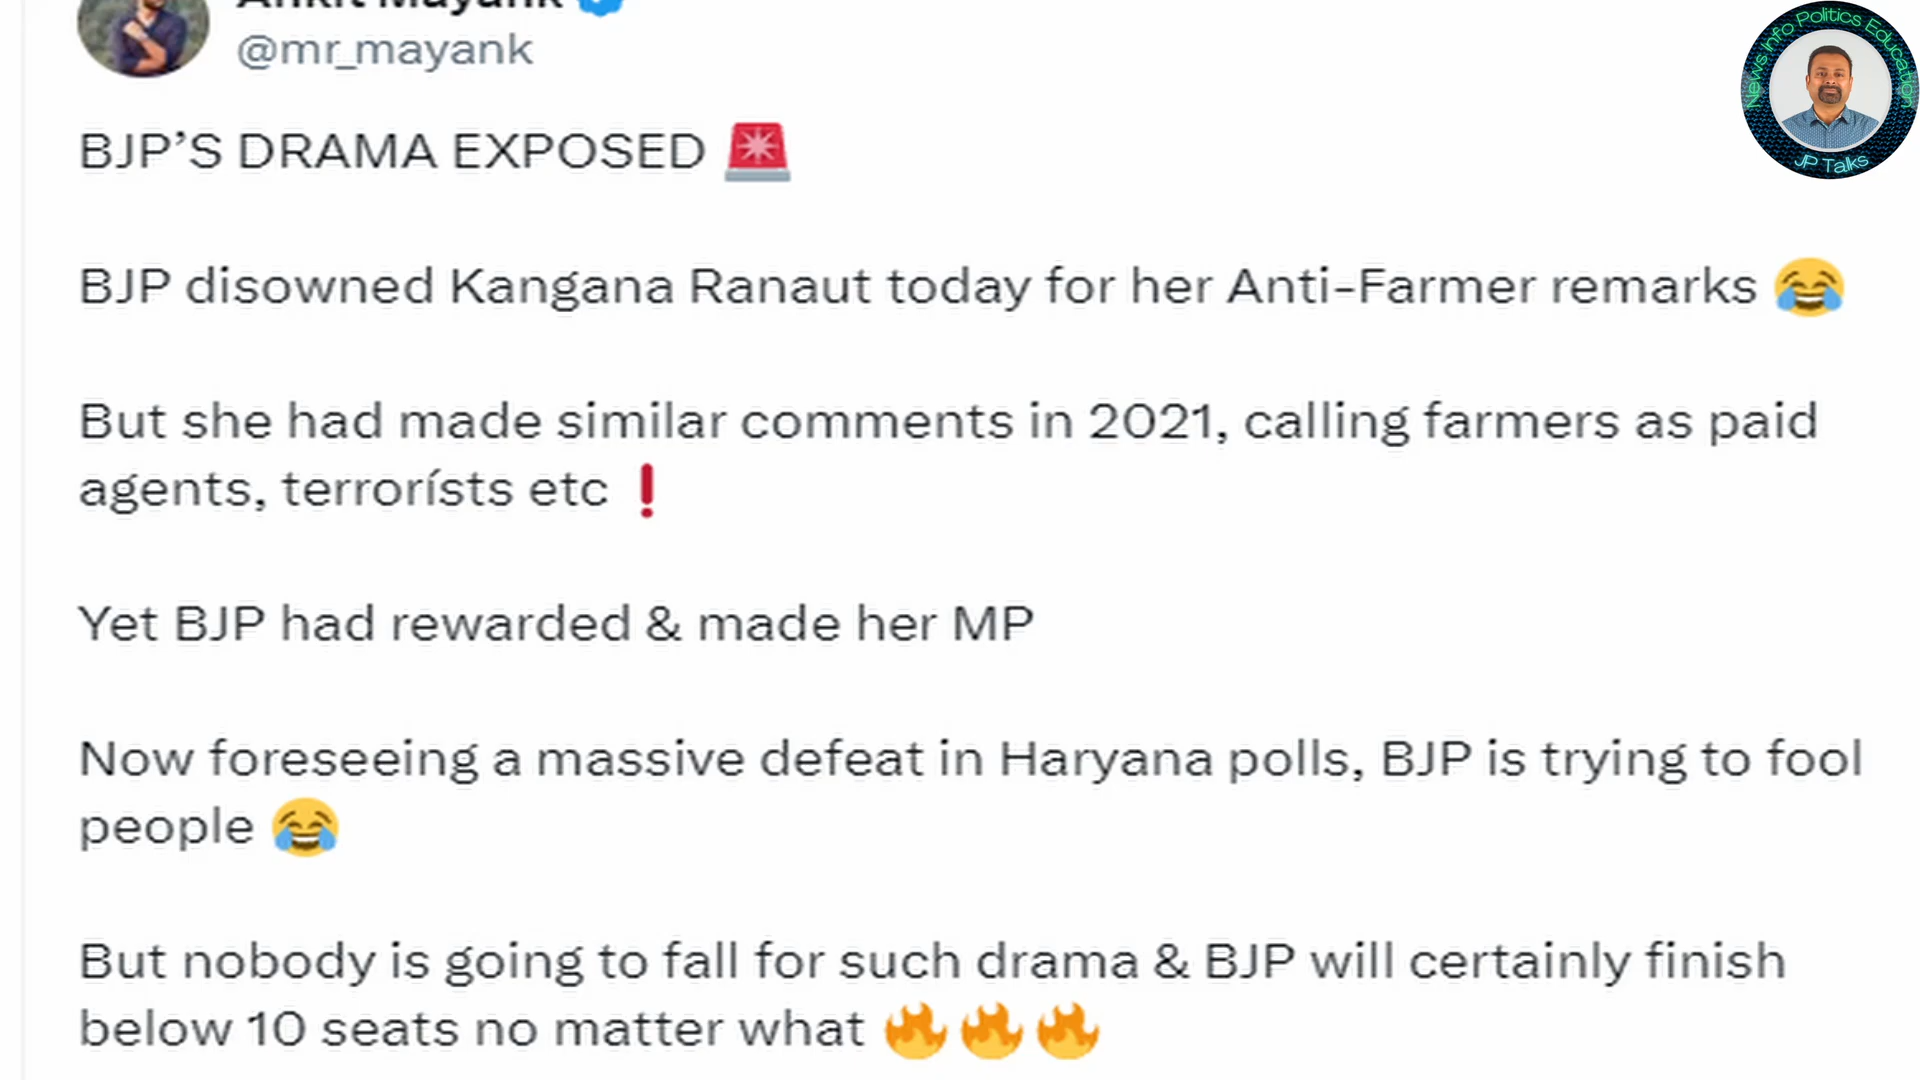 Ankit Mayank
@mr_mayank
BJP’S DRAMA EXPOSED 🚨
BJP disowned Kangana Ranaut today for her Anti-Farmer remarks 😂
But she had made similar comments in 2021, calling farmers as paid
agents, terrorísts etc ❗
Yet BJP had rewarded & made her MP
Now foreseeing a massive defeat in Haryana polls, BJP is trying to fool
people 😂
But nobody is going to fall for such drama & BJP will certainly finish
below 10 seats no matter what 🔥🔥🔥
News Info Politics Education
JP Talks